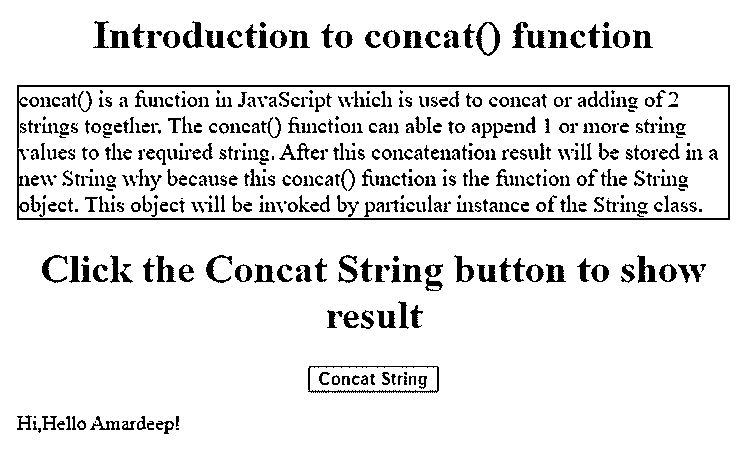 Introduction to concat() function
concat() is a function in JavaScript which is used to concat or adding of 2
strings together. The concat() function can able to append 1 or more string
values to the required string. After this concatenation result will be stored in a
new String why because this concat() function is the function of the String
object. This object will be invoked by particular instance of the String class.
Click the Concat String button to show
result
Concat String
Hi,Hello Amardeep!